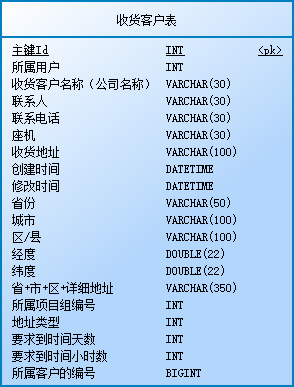 收货客户表
主键Id INT <pk>
所属用户 INT
收货客户名称（公司名称） VARCHAR(30)
联系人 VARCHAR(30)
联系电话 VARCHAR(30)
座机 VARCHAR(30)
收货地址 VARCHAR(100)
创建时间 DATETIME
修改时间 DATETIME
省份 VARCHAR(50)
城市 VARCHAR(100)
区/县 VARCHAR(100)
经度 DOUBLE(22)
纬度 DOUBLE(22)
省+市+区+详细地址 VARCHAR(350)
所属项目组编号 INT
地址类型 INT
要求到时间天数 INT
要求到时间小时数 INT
所属客户的编号 BIGINT